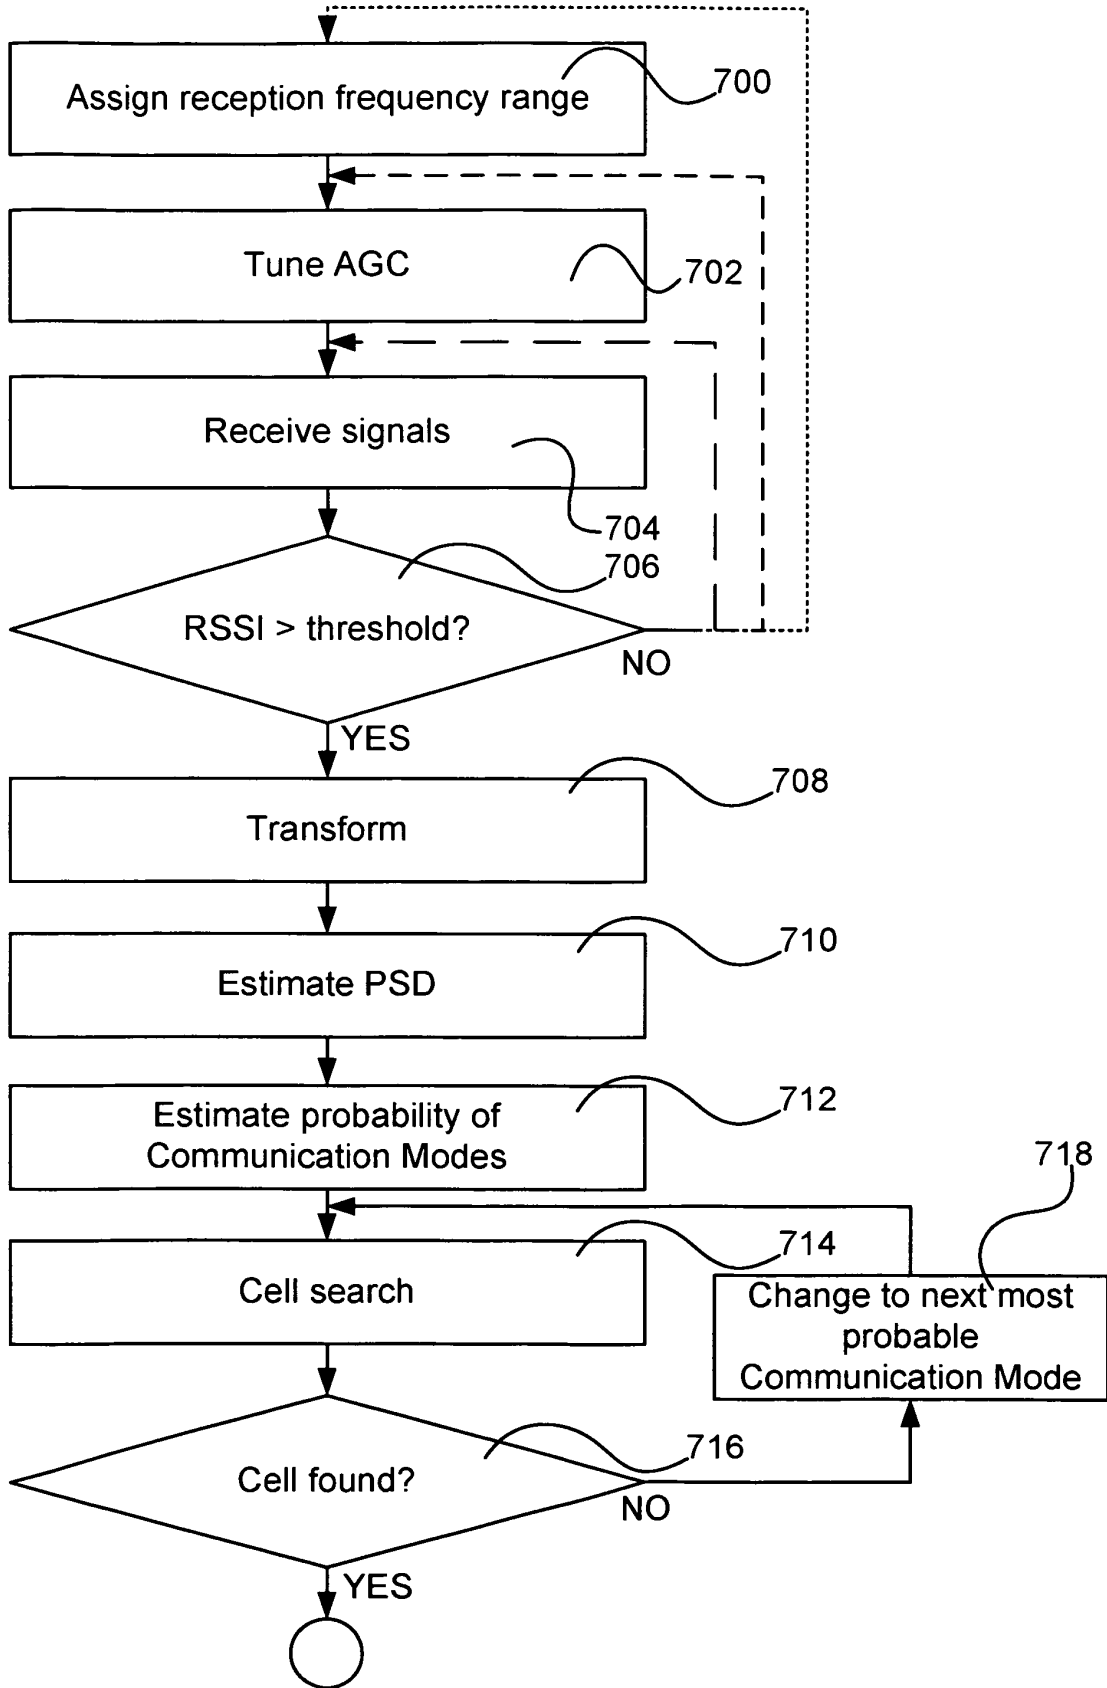 Assign reception frequency range
700
Tune AGC
702
Receive signals
704
706
RSSI > threshold?
NO
YES
Transform
708
Estimate PSD
710
Estimate probability of
Communication Modes
712
718
Cell search
714
Change to next most
probable
Communication Mode
Cell found?
716
NO
YES